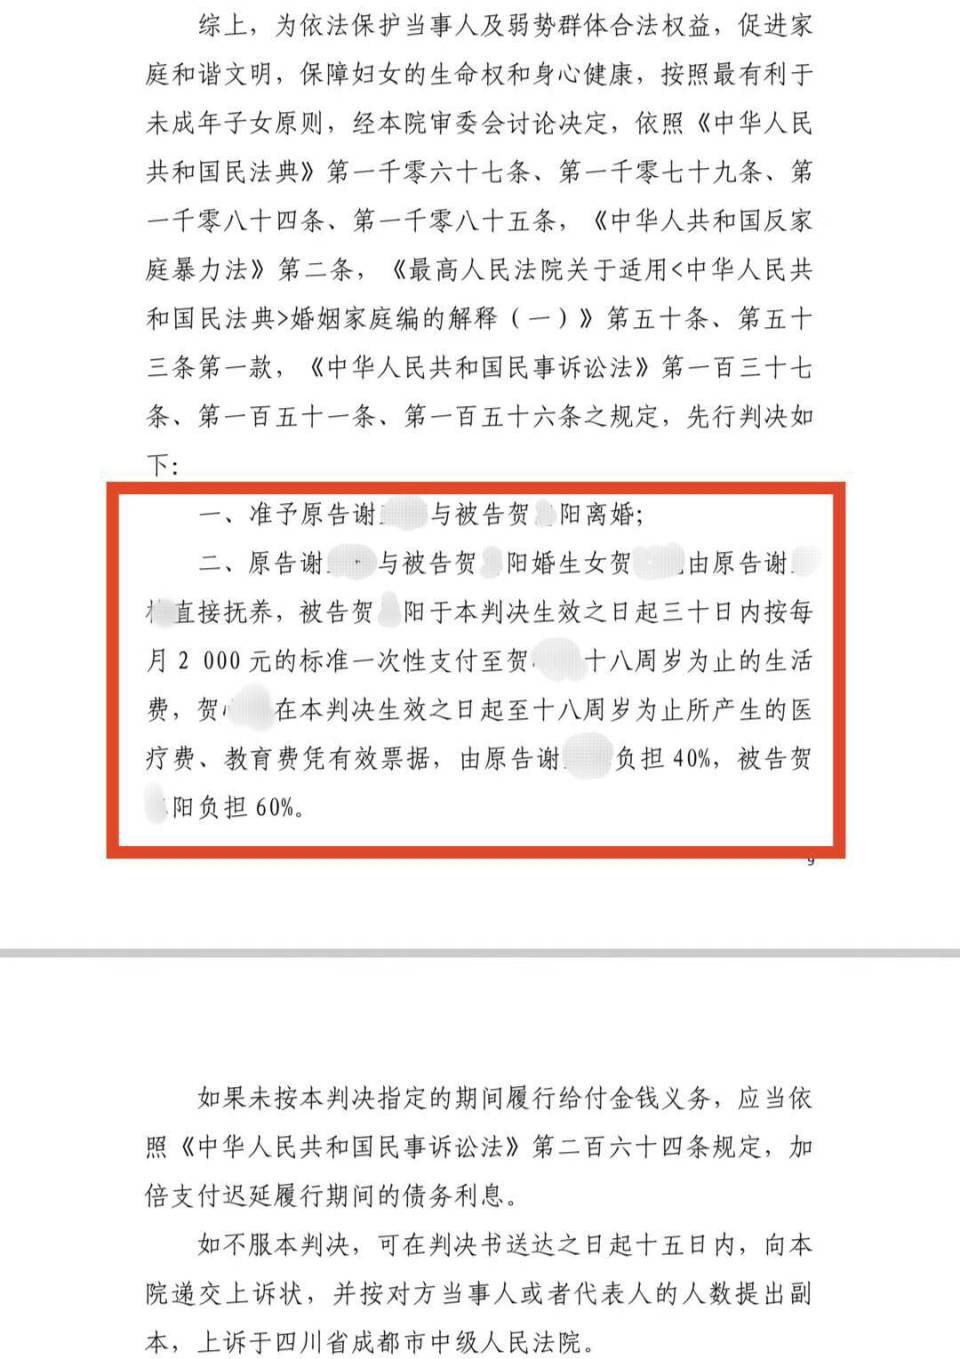 综上，为依法保护当事人及弱势群体合法权益，促进家
庭和谐文明，保障妇女的生命权和身心健康，按照最有利于
未成年子女原则，经本院审委会讨论决定，依照《中华人民
共和国民法典》第一千零六十七条、第一千零七十九条、第
一千零八十四条、第一千零八十五条，《中华人共和国反家
庭暴力法》第二条，《最高人民法院关于适用<中华人民共
和国民法典>婚姻家庭编的解释（一）》第五十条、第五十
三条第一款，《中华人民共和国民事诉讼法》第一百三十七
条、第一百五十一条、第一百五十六条之规定，先行判决如
下：
一、准予原告谢与被告贺阳离婚；
二、原告谢与被告贺阳婚生女贺由原告谢
直接抚养，被告贺阳于本判决生效之日起三十日内按每
月2 000元的标准一次性支付至贺十八周岁为止的生活
费，贺在本判决生效之日起至十八周岁为止所产生的医
疗费、教育费凭有效票据，由原告谢负担40%，被告贺
阳负担60%。
9
如果未按本判决指定的期间履行给付金钱义务，应当依
照《中华人民共和国民事诉讼法》第二百六十四条规定，加
倍支付迟延履行期间的债务利息。
如不服本判决，可在判决书送达之日起十五日内，向本
院递交上诉状，并按对方当事人或者代表人的人数提出副
本，上诉于四川省成都市中级人民法院。